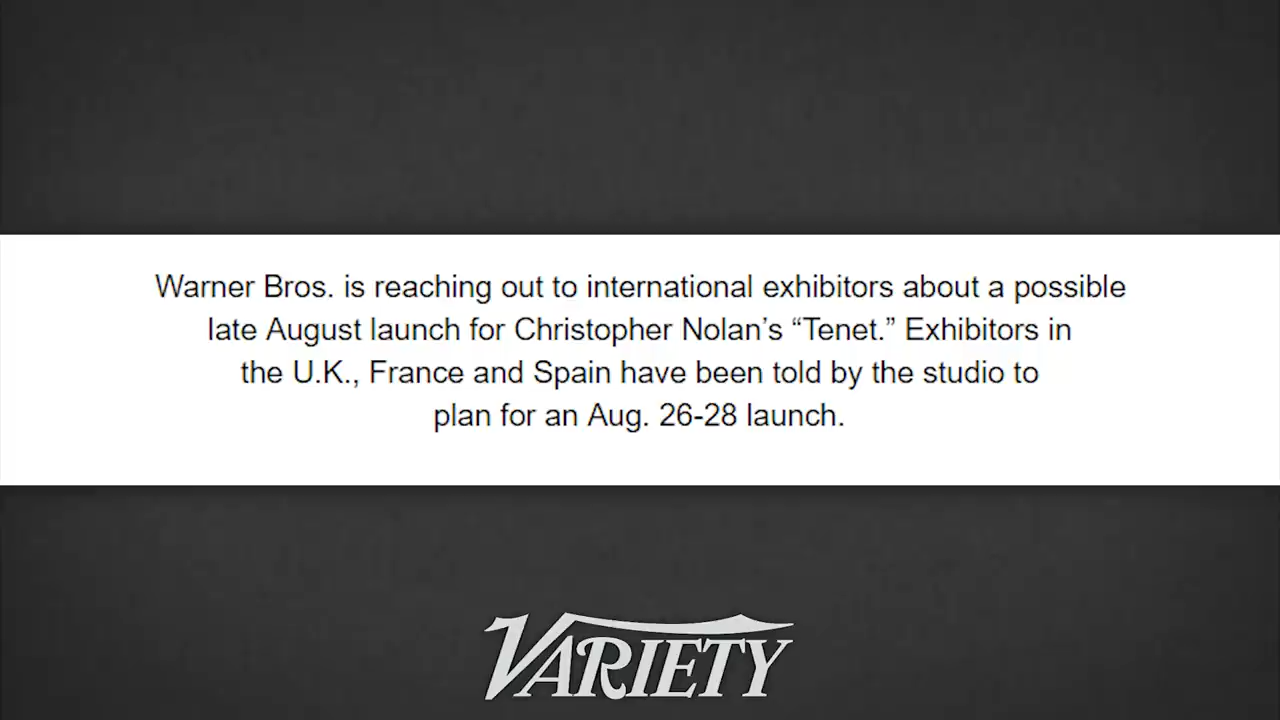 Warner Bros. is reaching out to international exhibitors about a possible
late August launch for Christopher Nolan’s “Tenet.” Exhibitors in
the U.K., France and Spain have been told by the studio to
plan for an Aug. 26-28 launch.
VARIETY